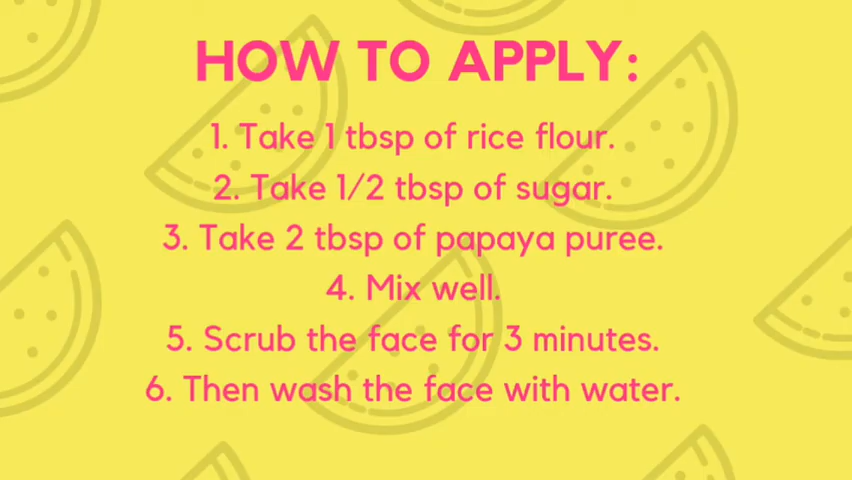 HOW TO APPLY:
1. Take 1 tbsp of rice flour.
2. Take 1/2 tbsp of sugar.
3. Take 2 tbsp of papaya puree.
4. Mix well.
5. Scrub the face for 3 minutes.
6. Then wash the face with water.